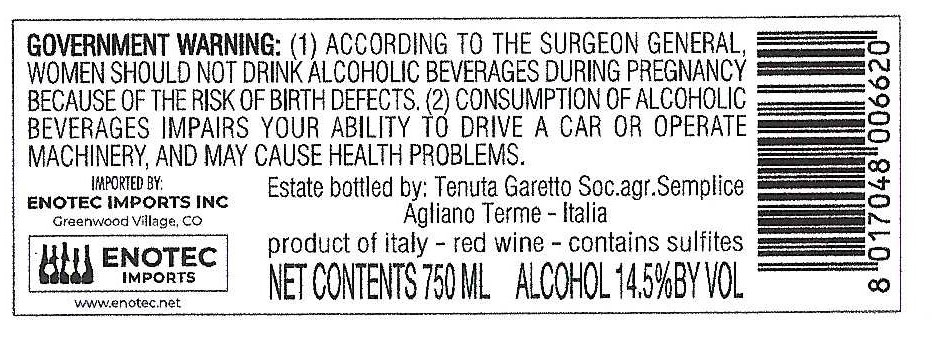 GOVERNMENT WARNING: (1) ACCORDING TO THE SURGEON GENERAL,
WOMEN SHOULD NOT DRINK ALCOHOLIC BEVERAGES DURING PREGNANCY
BECAUSE OF THE RISK OF BIRTH DEFECTS. (2) CONSUMPTION OF ALCOHOLIC
BEVERAGES IMPAIRS YOUR ABILITY TO DRIVE A CAR OR OPERATE
MACHINERY, AND MAY CAUSE HEALTH PROBLEMS.
IMPORTED BY:
ENOTEC IMPORTS INC
Greenwood Village, CO
ENOTEC
IMPORTS
www.enotec.net
Estate bottled by: Tenuta Garetto Soc.agr.Semplice
Agliano Terme - Italia
product of italy - red wine - contains sulfites
NET CONTENTS 750 ML ALCOHOL 14.5%BY VOL
8 017048 006620